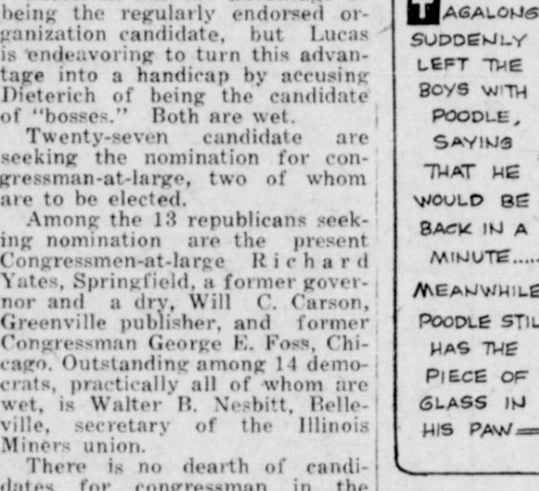 being the regularly endorsed or-
ganization candidate, but Lucas
is endeavoring to turn this advan-
tage into a handicap by accusing
Dieterich of being the candidate
of "bosses." Both are wet.
Twenty-seven candidate are
seeking the nomination for con-
gressman-at-large, two of whom
are to be elected.
Among the 13 republicans seek-
ing nomination are the present
Congressmen-at-large Richard
Yates, Springfield, a former gover-
nor and a dry, Will C. Carson,
Greenville publisher, and former
Congressman George E. Foss, Chi-
cago. Outstanding among 14 demo-
crats, practically all of whom are
wet, is Walter B. Nesbitt, Belle-
ville, secretary of the Illinois
Miners union.
There is no dearth of candi-
dates for congressman in the
TAGALONG
SUDDENLY
LEFT THE
BOYS WITH
POODLE,
SAYING
THAT HE
WOULD BE
BACK IN A
MINUTE.....
MEANWHILE
POODLE STIL
HAS THE
PIECE OF
GLASS IN
HIS PAW=